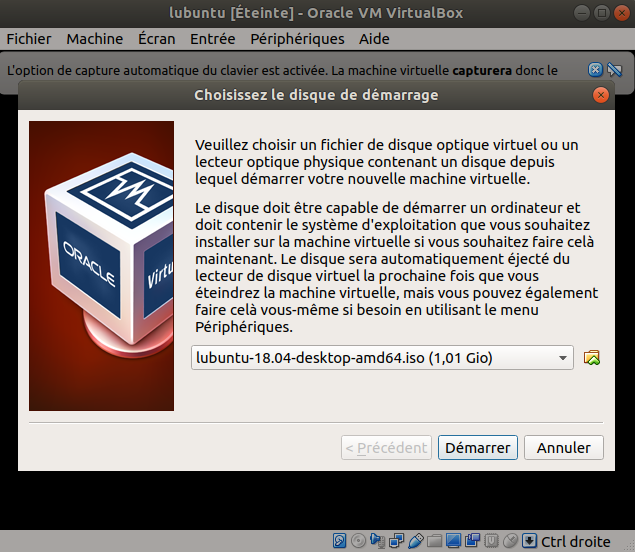 lubuntu [Éteinte] - Oracle VM VirtualBox
Fichier Machine Écran Entrée Périphériques Aide
L'option de capture automatique du clavier est activée. La machine virtuelle capturera donc le
Choisissez le disque de démarrage
Veuillez choisir un fichier de disque optique virtuel ou un
lecteur optique physique contenant un disque depuis
lequel démarrer votre nouvelle machine virtuelle.
Le disque doit être capable de démarrer un ordinateur et
doit contenir le système d'exploitation que vous souhaitez
installer sur la machine virtuelle si vous souhaitez faire celà
maintenant. Le disque sera automatiquement éjecté du
lecteur de disque virtuel la prochaine fois que vous
éteindrez la machine virtuelle, mais vous pouvez également
faire celà vous-même si besoin en utilisant le menu
Périphériques.
ORACLE
Virtu
lubuntu-18.04-desktop-amd64.iso (1,01 Gio)
< Précédent Démarrer Annuler
Ctrl droite